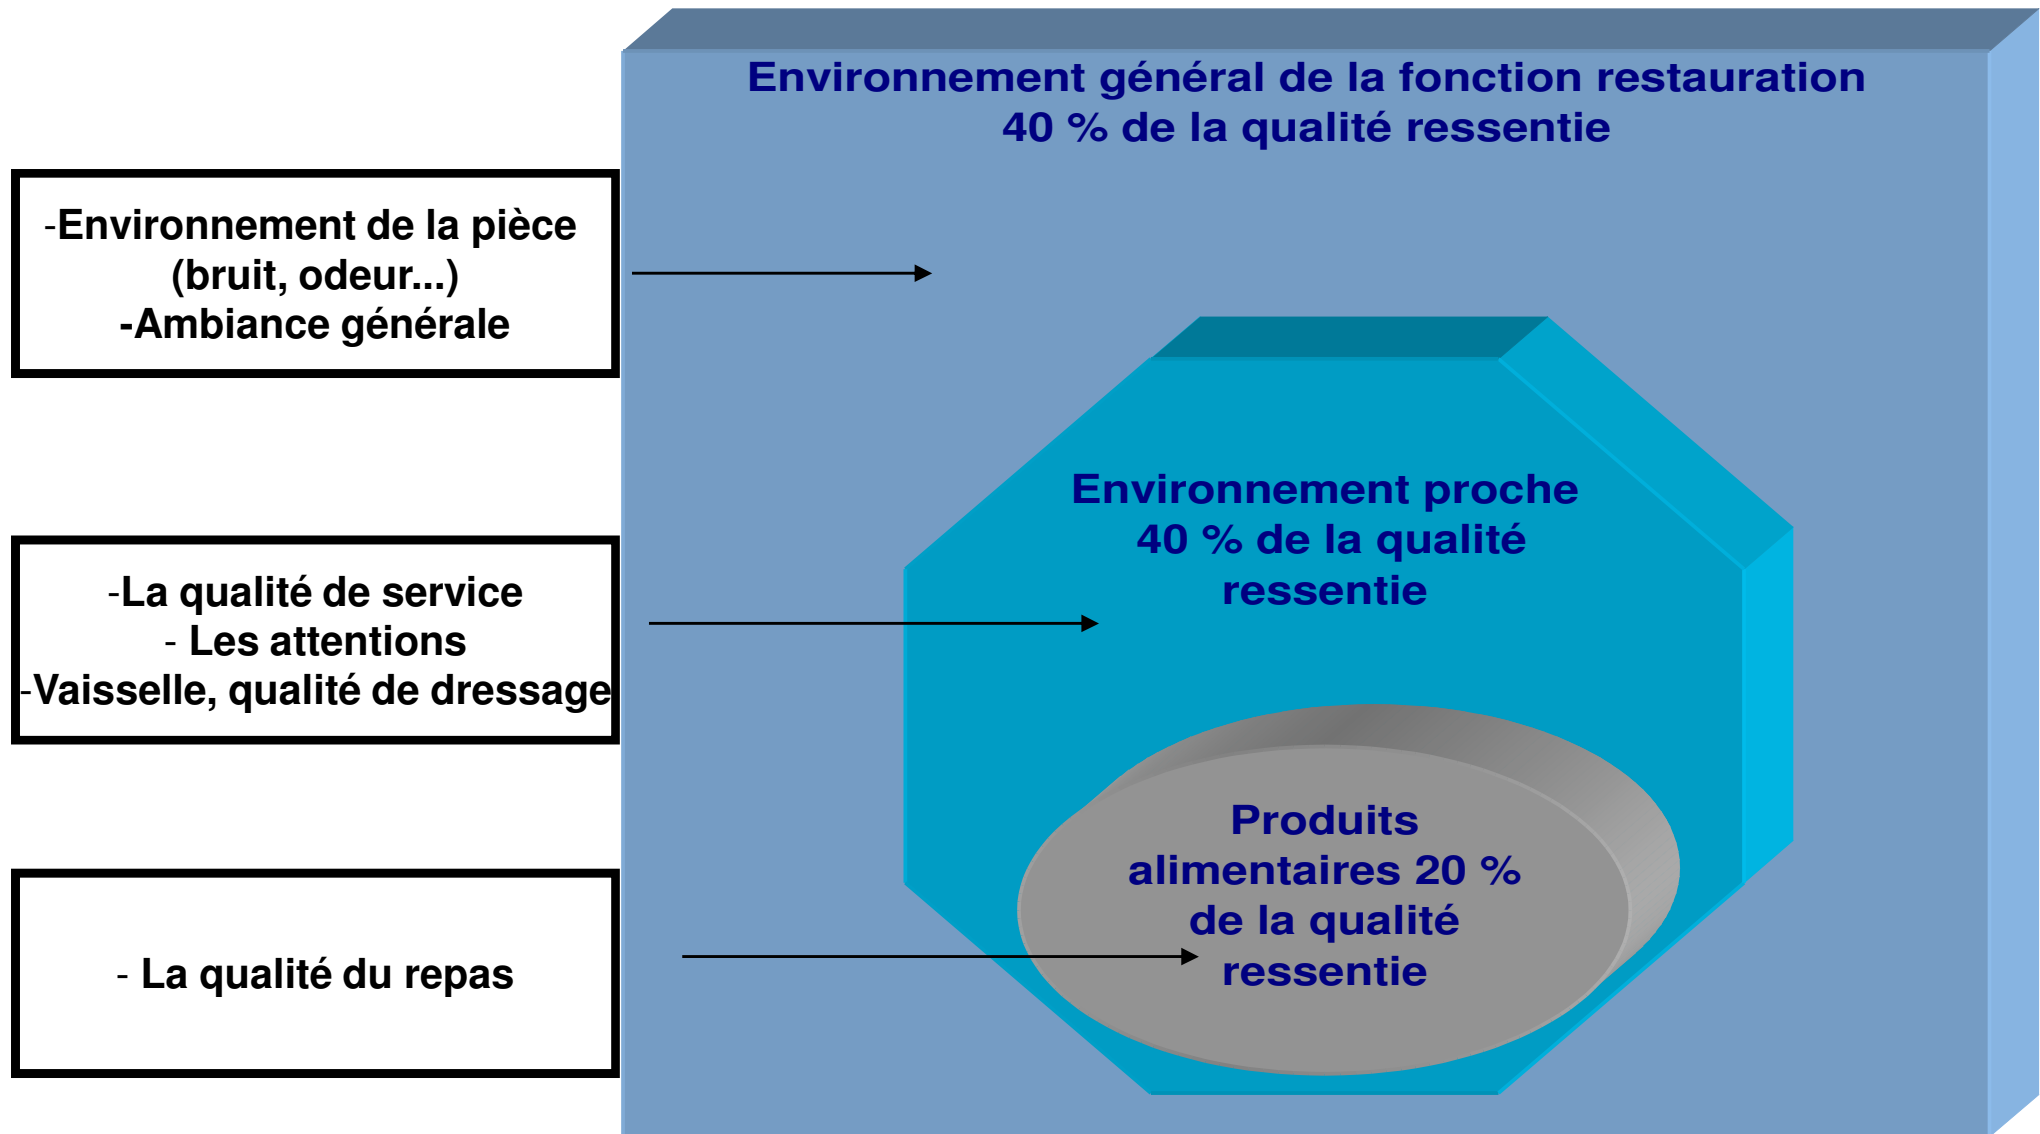 Environnement général de la fonction restauration
40 % de la qualité ressentie
-Environnement de la pièce
(bruit, odeur...)
-Ambiance générale
Environnement proche
40 % de la qualité
ressentie
-La qualité de service
- Les attentions
-Vaisselle, qualité de dressage
Produits
alimentaires 20 %
de la qualité
ressentie
- La qualité du repas